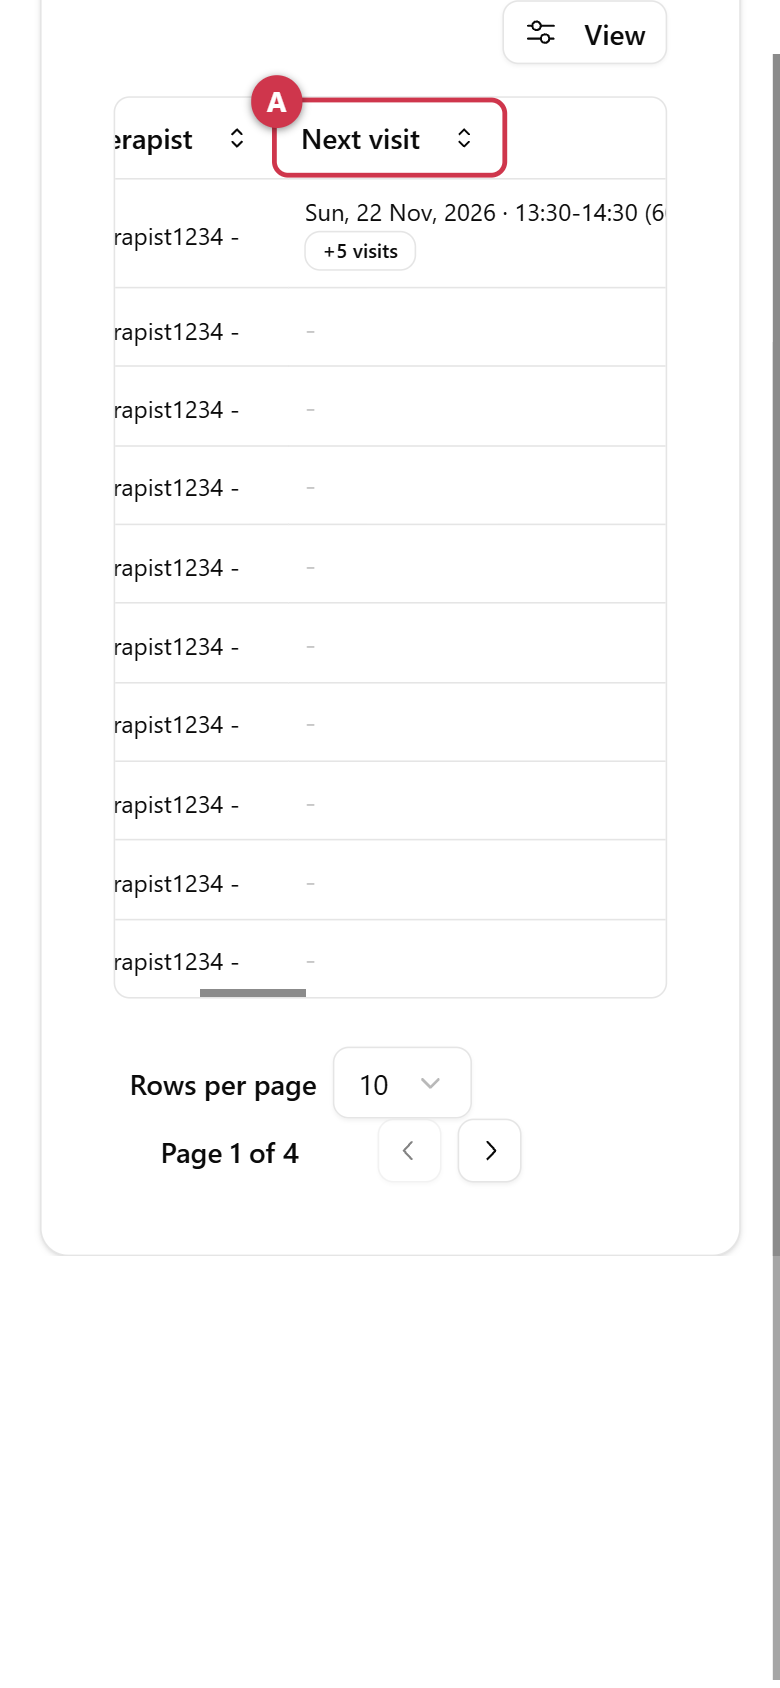 View
A
erapist
Next visit
rapist1234 -
Sun, 22 Nov, 2026 · 13:30-14:30 (6
+5 visits
rapist1234 -
-
rapist1234 -
-
rapist1234 -
-
rapist1234 -
-
rapist1234 -
-
rapist1234 -
-
rapist1234 -
-
rapist1234 -
-
rapist1234 -
-
Rows per page
10
Page 1 of 4